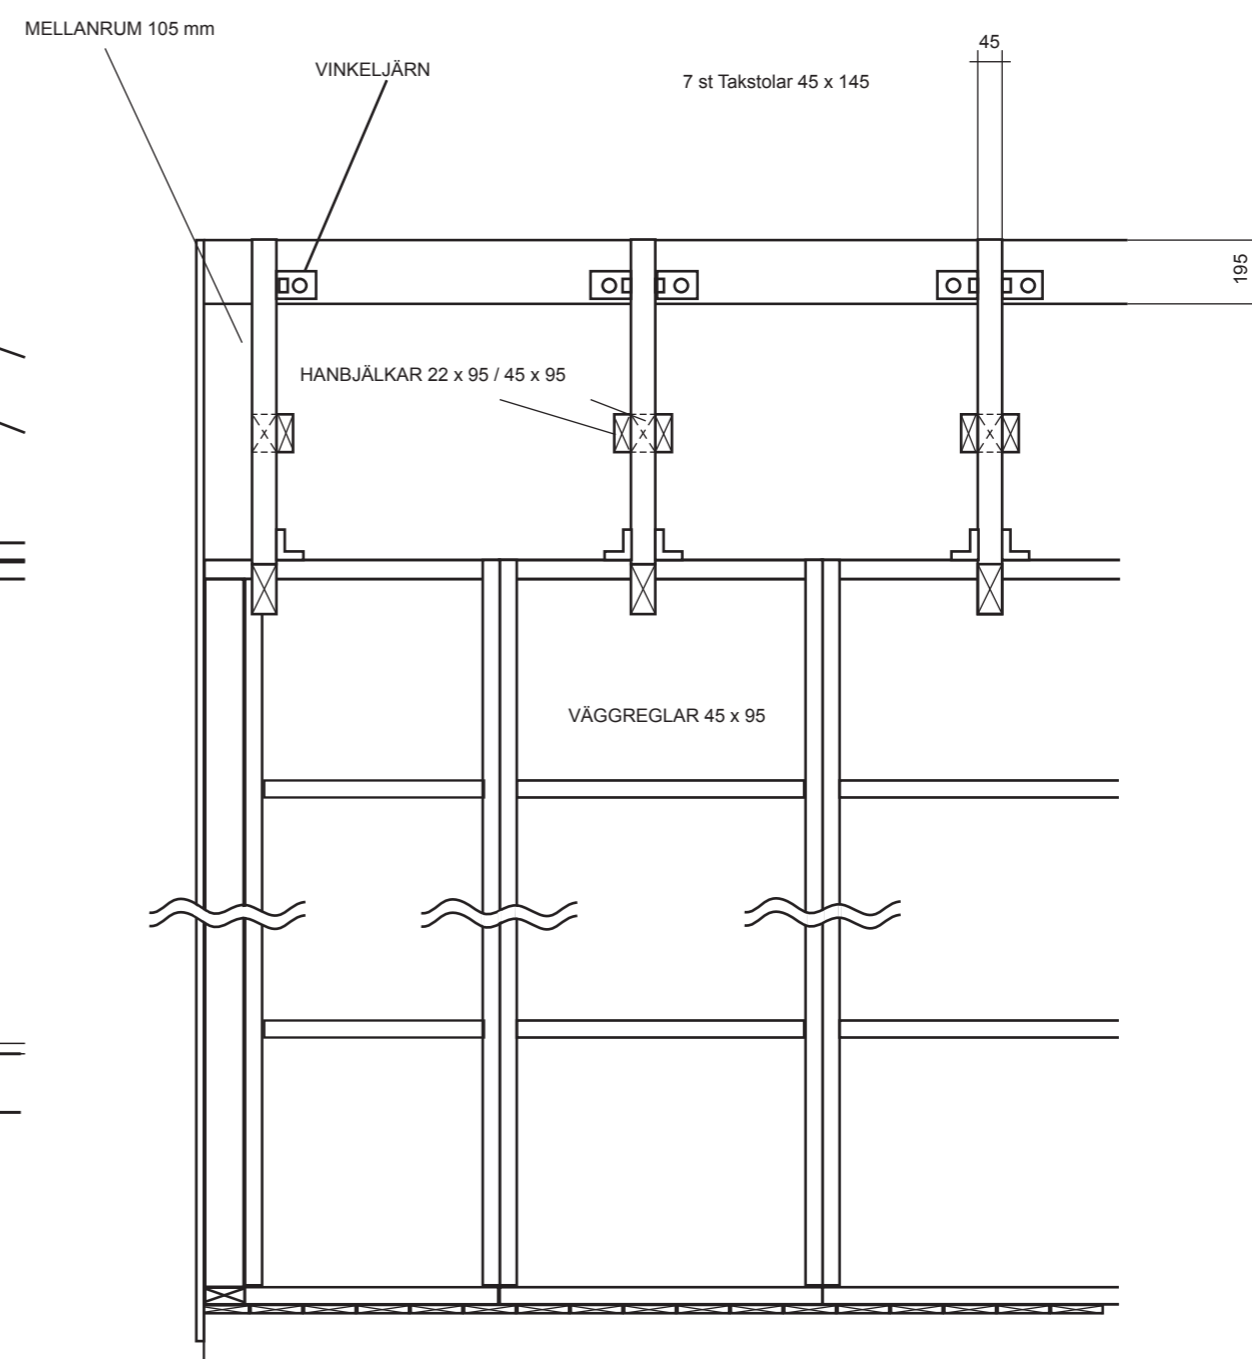 MELLANRUM 105 mm
45
VINKELJÄRN
7 st Takstolar 45 x 145
195
HANBJÄLKAR 22 x 95 / 45 x 95
x
x
x
VÄGGREGLAR 45 x 95